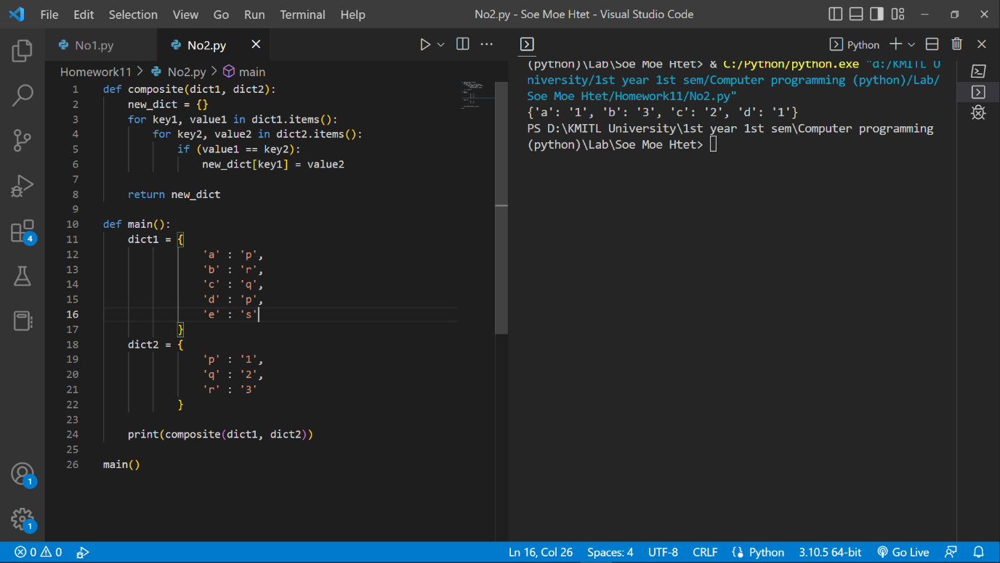 File Edit Selection View Go Run Terminal Help No2.py - Soe Moe Htet - Visual Studio Code
No1.py No2.py
Homework11 > No2.py > main
1 def composite(dict1, dict2):
2 new_dict = {}
3 for key1, value1 in dict1.items():
4 for key2, value2 in dict2.items():
5 if (value1 == key2):
6 new_dict[key1] = value2
7
8 return new_dict
9
10 def main():
11 dict1 = {
12 'a' : 'p',
13 'b' : 'r',
14 'c' : 'q',
15 'd' : 'p',
16 'e' : 's'
17 }
18 dict2 = {
19 'p' : '1',
20 'q' : '2',
21 'r' : '3'
22 }
23
24 print(composite(dict1, dict2))
25
26 main()
Python
(python)\Lab\Soe Moe Htet> & C:/Python/python.exe "d:/KMITL U
niversity/1st year 1st sem/Computer programming (python)/Lab/
Soe Moe Htet/Homework11/No2.py"
{'a': '1', 'b': '3', 'c': '2', 'd': '1'}
PS D:\KMITL University\1st year 1st sem\Computer programming
(python)\Lab\Soe Moe Htet>
4
1
1
0 0 Ln 16, Col 26 Spaces: 4 UTF-8 CRLF Python 3.10.5 64-bit Go Live